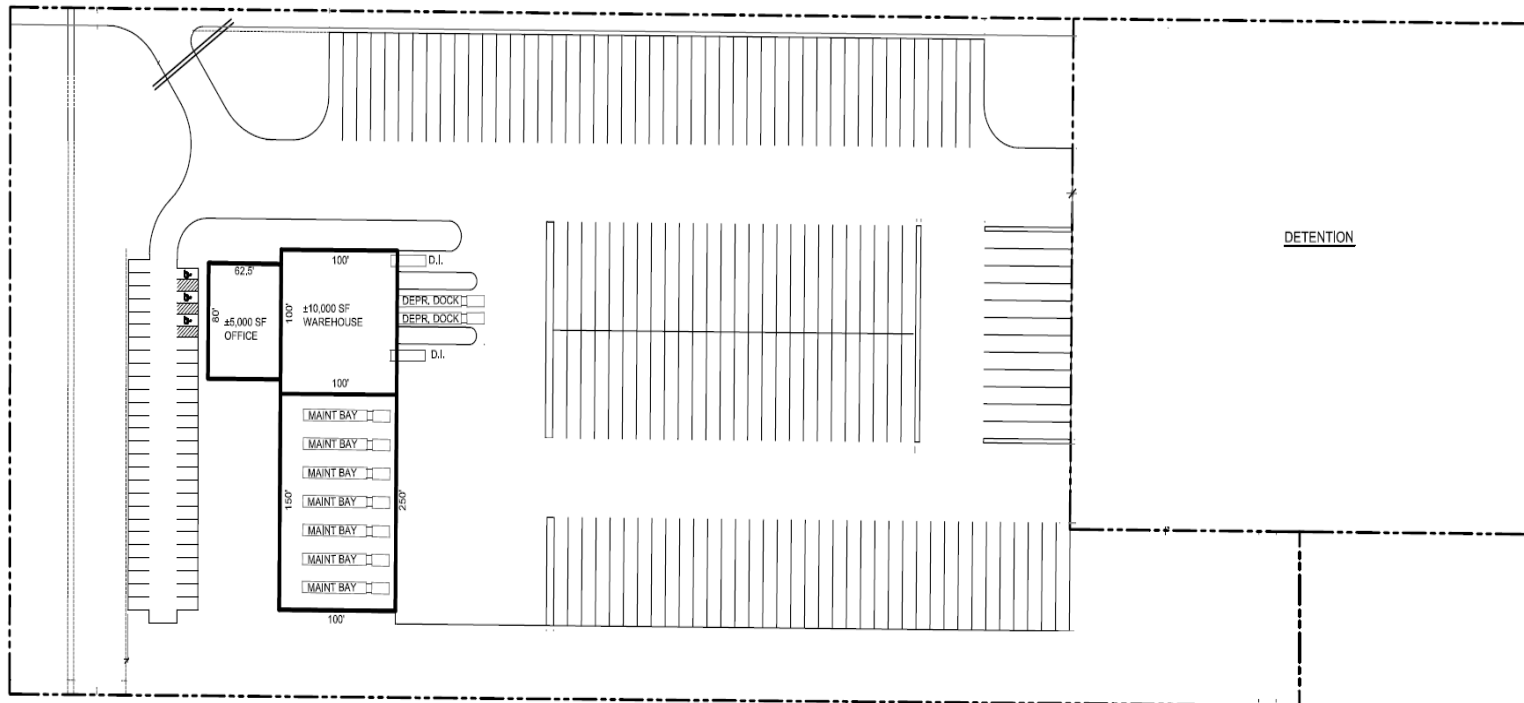 DETENTION
62.5'
80'
±5,000 SF
OFFICE
100'
100'
±10,000 SF
WAREHOUSE
100'
D.I.
DEPR. DOCK
DEPR. DOCK
D.I.
MAINT BAY
MAINT BAY
MAINT BAY
MAINT BAY
MAINT BAY
MAINT BAY
MAINT BAY
150'
250'
100'